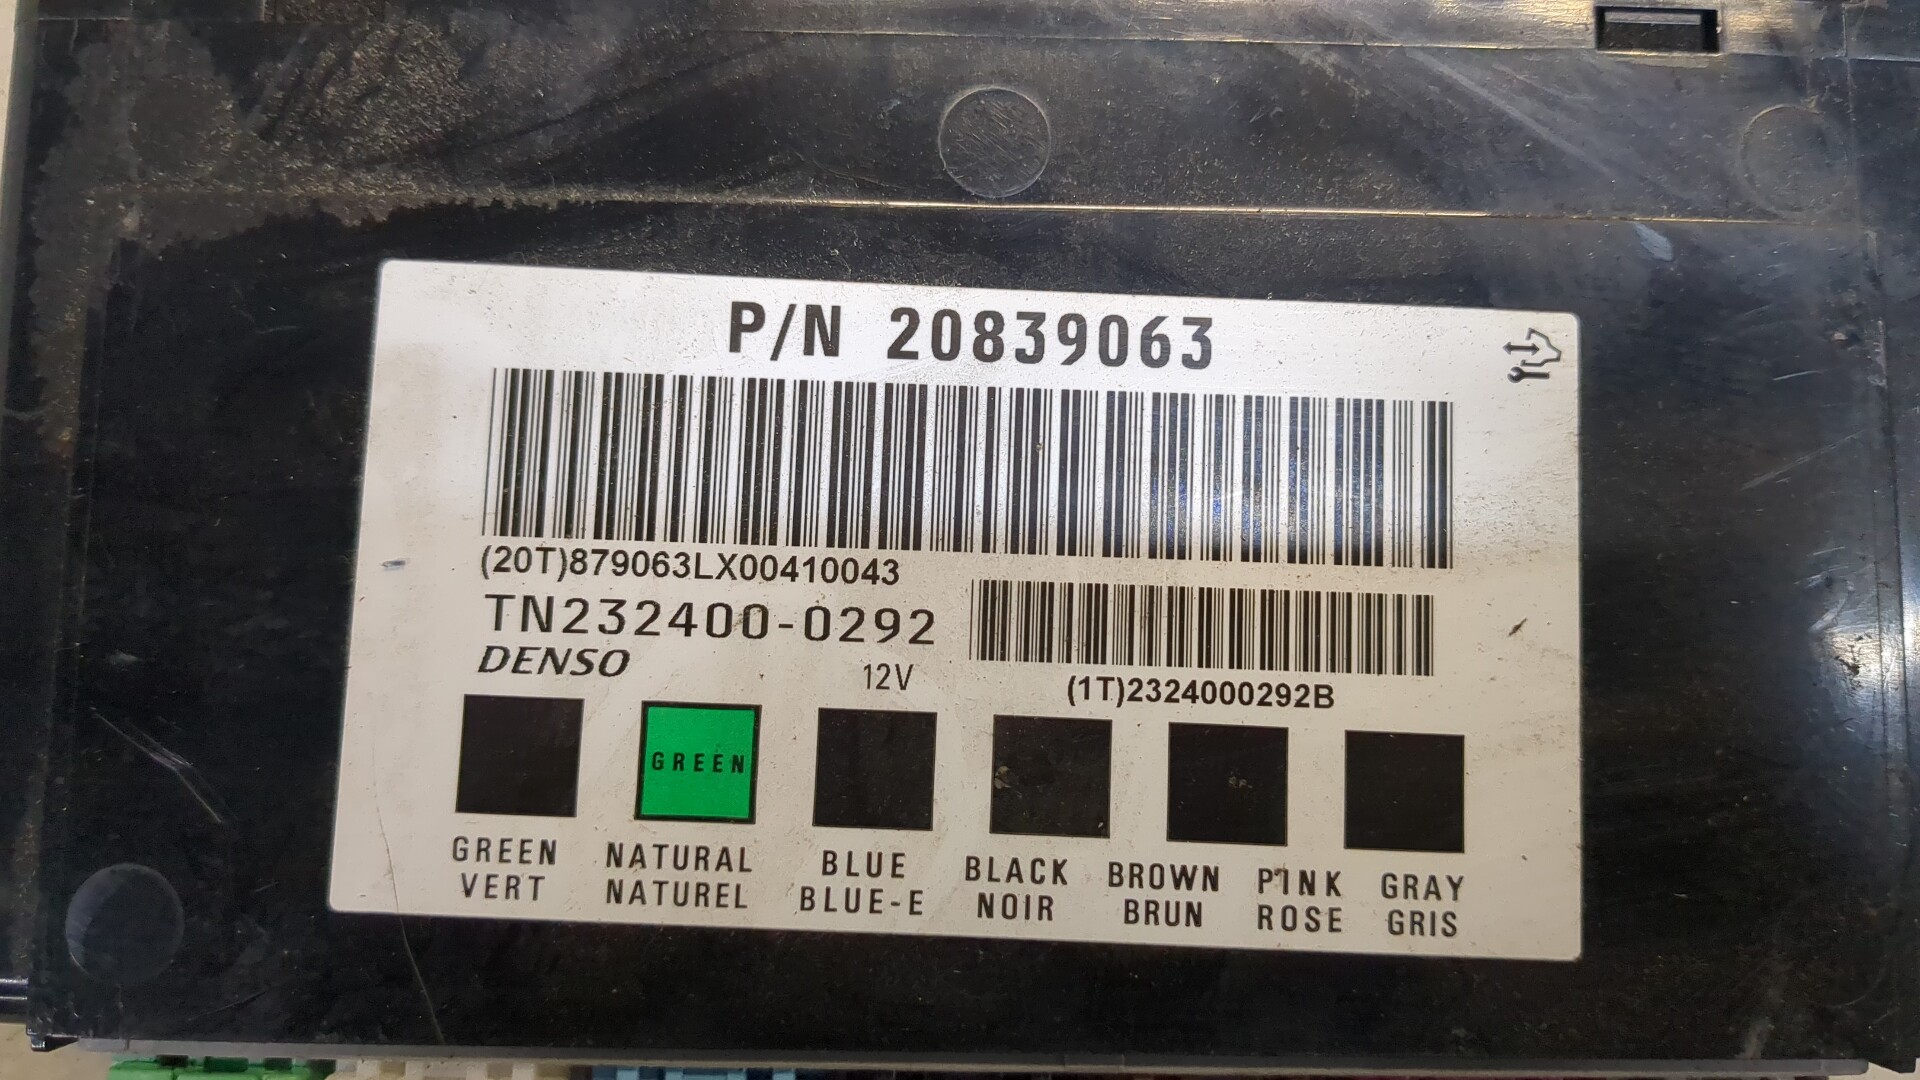 P/N 20839063
(20T)879063LX00410043
TN232400-0292
DENSO 12V
(1T)2324000292B
GREEN
GREEN NATURAL BLUE BLACK BROWN PINK GRAY
VERT NATUREL BLUE-E NOIR BRUN ROSE GRIS